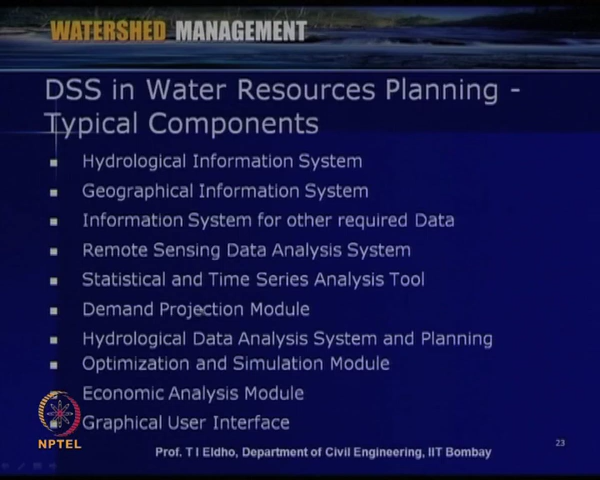 WATERSHED MANAGEMENT
DSS in Water Resources Planning -
Typical Components
Hydrological Information System
Geographical Information System
Information System for other required Data
Remote Sensing Data Analysis System
Statistical and Time Series Analysis Tool
Demand Projection Module
Hydrological Data Analysis System and Planning
Optimization and Simulation Module
Economic Analysis Module
Graphical User Interface
NPTEL
Prof. T I Eldho, Department of Civil Engineering, IIT Bombay
23